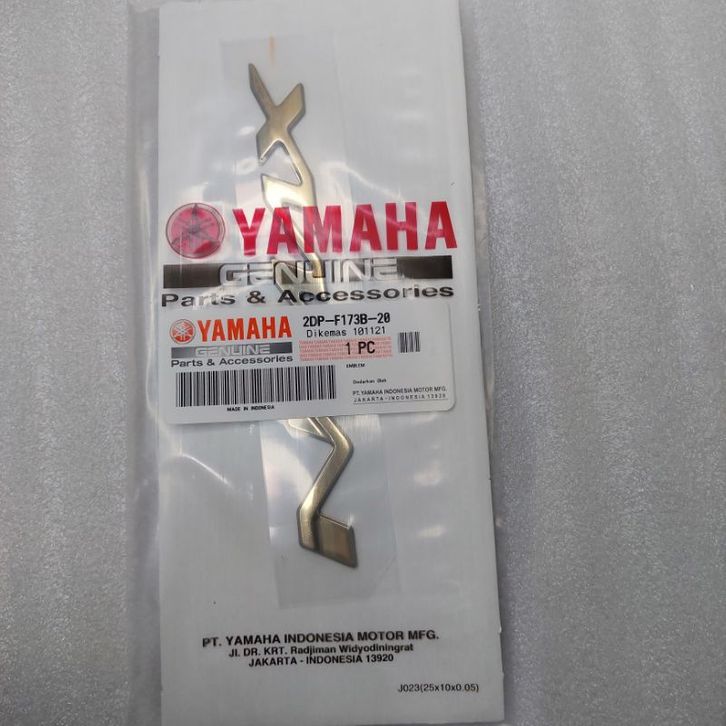 YAMAHA
GENUINE
Parts & Accessories
YAMAHA
GENUINE
Parts & Accessories
2DP-F173B-20
Dikemas 101121
1 PC
EMBLEM
Diedarkan Oleh
PT. YAMAHA INDONESIA MOTOR MFG.
JAKARTA - INDONESIA 13920
MADE IN INDONESIA
PT. YAMAHA INDONESIA MOTOR MFG.
Jl. DR. KRT. Radjiman Widyodiningrat
JAKARTA - INDONESIA 13920
J023(25x10x0.05)